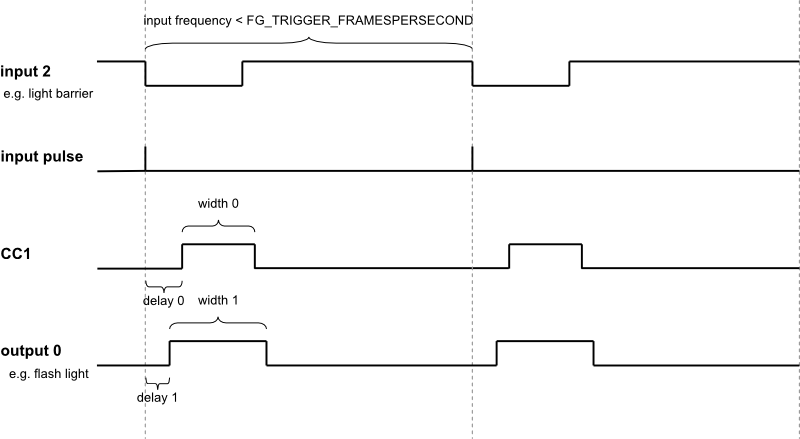 input frequency < FG_TRIGGER_FRAMESPERSECOND
input 2
e.g. light barrier
input pulse
width 0
CC1
delay 0
width 1
output 0
e.g. flash light
delay 1